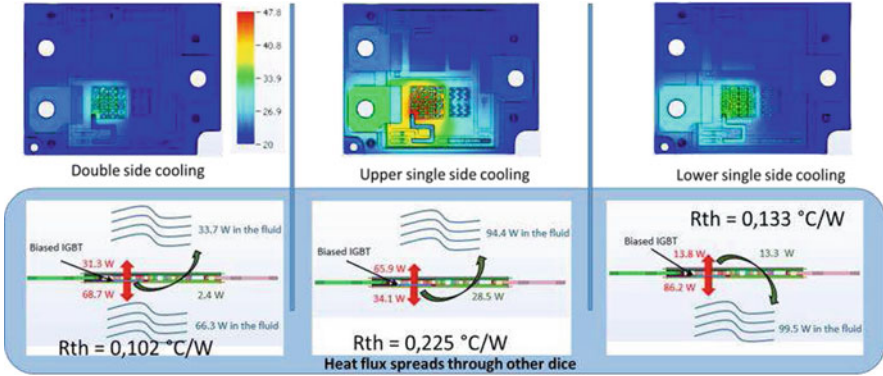 47.8
40.8
33.9
26.9
20
Double side cooling
Upper single side cooling
Lower single side cooling
33.7 W in the fluid
Biased IGBT
31.3 W
68.7 W
2.4 W
66.3 W in the fluid
Rth = 0,102 °C/W
94.4 W in the fluid
Biased IGBT
65.9 W
34.1 W
28.5 W
Rth = 0,225 °C/W
Rth = 0,133 °C/W
Biased IGBT
13.8 W
13.3 W
86.2 W
99.5 W in the fluid
Heat flux spreads through other dice